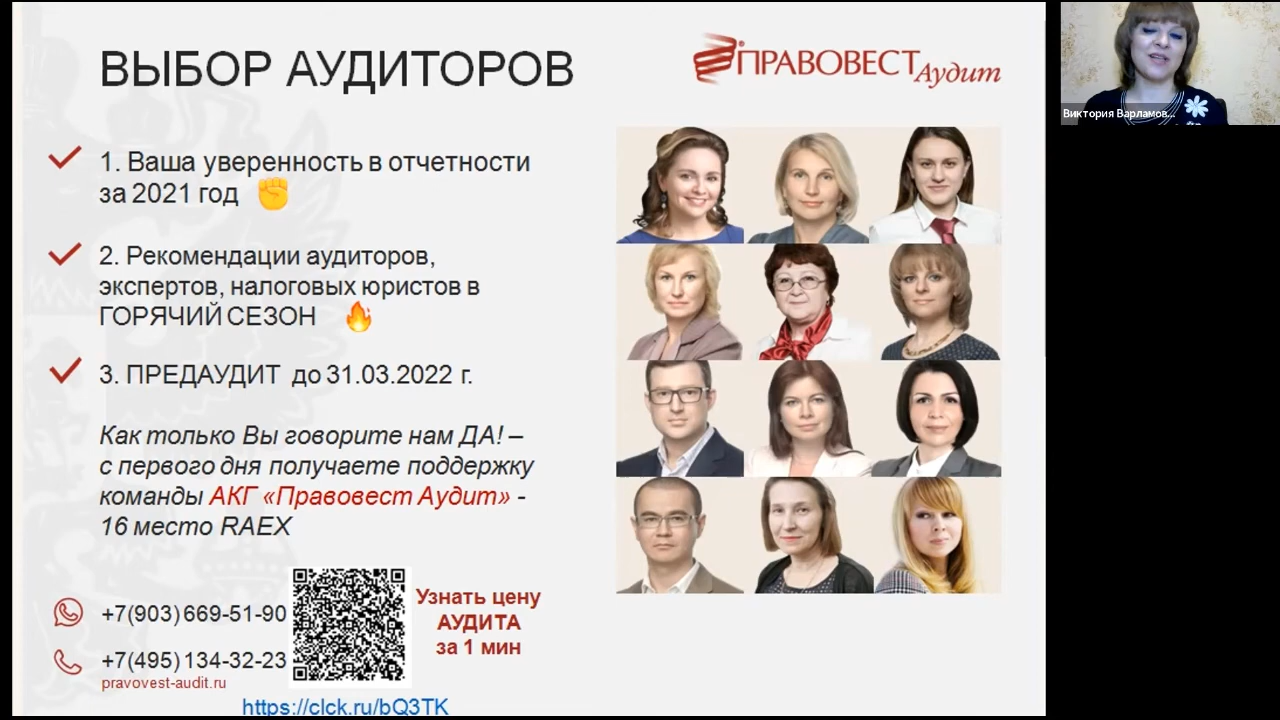 ВЫБОР АУДИТОРОВ
ПРАВОВЕСТ
Аудит
1. Ваша уверенность в отчетности
за 2021 год
2. Рекомендации аудиторов,
экспертов, налоговых юристов в
ГОРЯЧИЙ СЕЗОН
3. ПРЕДАУДИТ до 31.03.2022 г.
Как только Вы говорите нам ДА! –
с первого дня получаете поддержку
команды АКГ «Правовест Аудит» -
16 место RAEX
+7(903)669-51-90
+7(495)134-32-23
pravovest-audit.ru
Узнать цену
АУДИТА
за 1 мин
https://clck.ru/bQ3TK
Виктория Варламов...